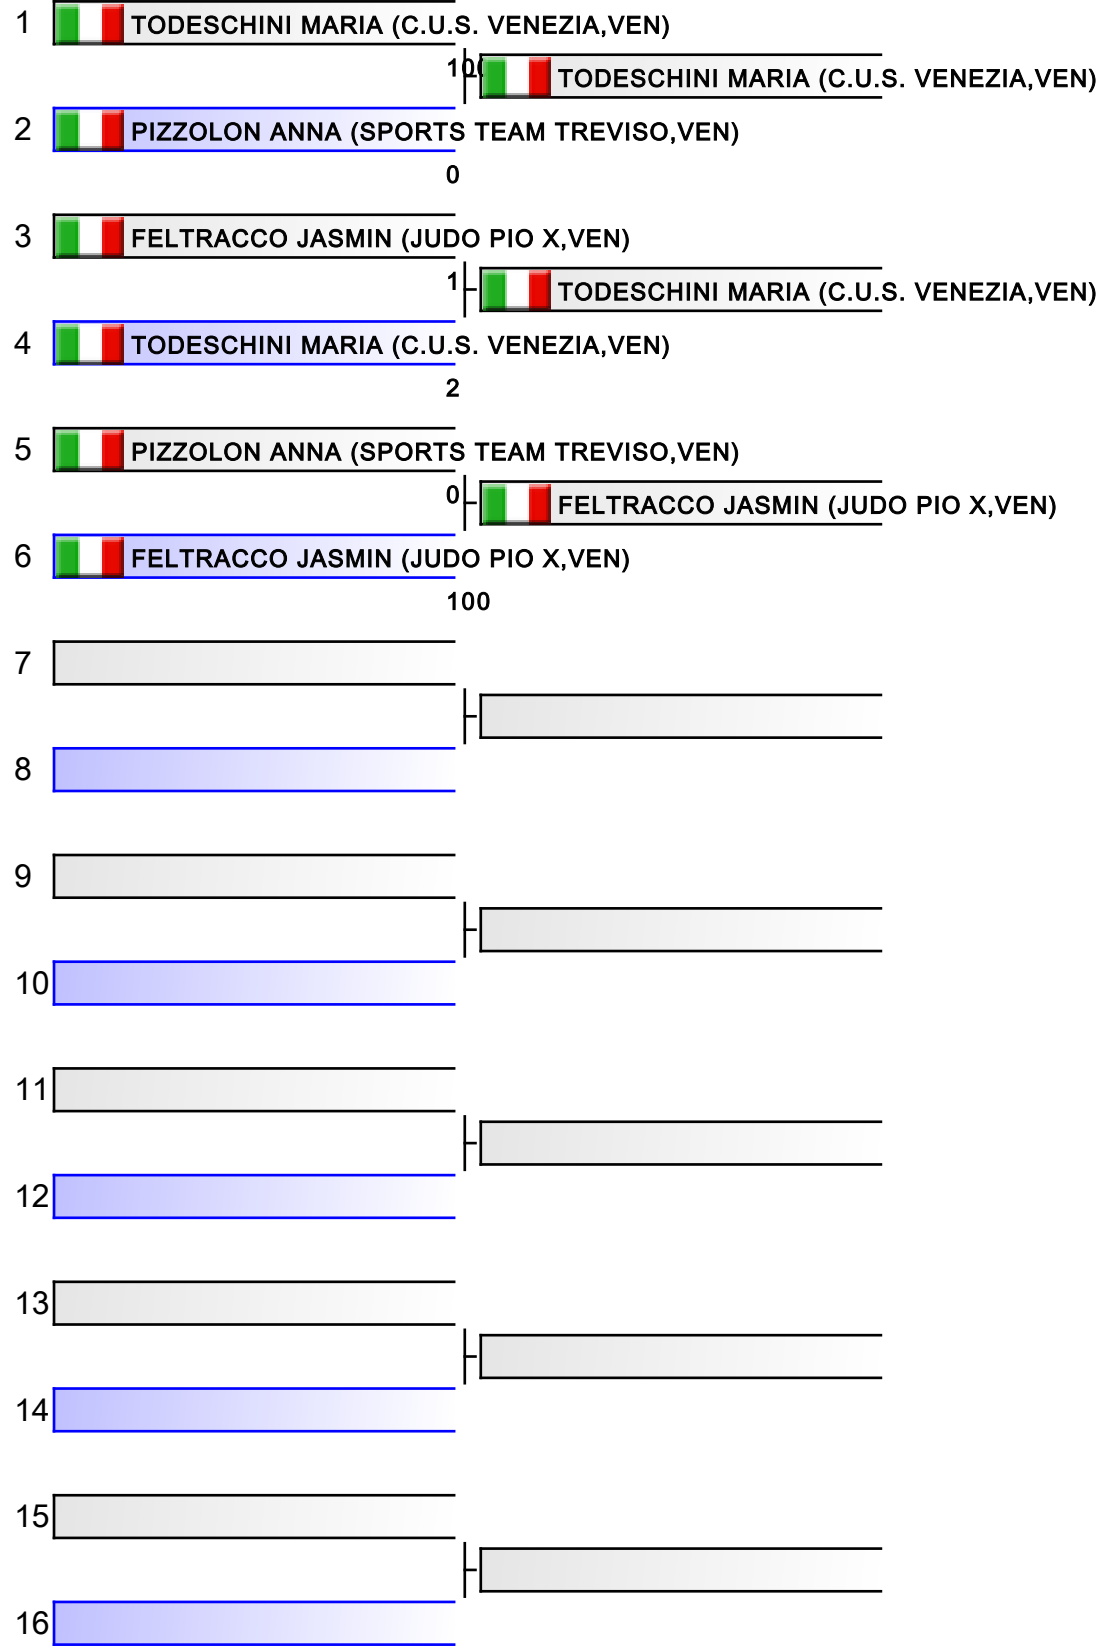 1 TODESCHINI MARIA (C.U.S. VENEZIA,VEN)
100 TODESCHINI MARIA (C.U.S. VENEZIA,VEN)
2 PIZZOLON ANNA (SPORTS TEAM TREVISO,VEN)
0
3 FELTRACCO JASMIN (JUDO PIO X,VEN)
1 TODESCHINI MARIA (C.U.S. VENEZIA,VEN)
4 TODESCHINI MARIA (C.U.S. VENEZIA,VEN)
2
5 PIZZOLON ANNA (SPORTS TEAM TREVISO,VEN)
0 FELTRACCO JASMIN (JUDO PIO X,VEN)
6 FELTRACCO JASMIN (JUDO PIO X,VEN)
100
7
8
9
10
11
12
13
14
15
16